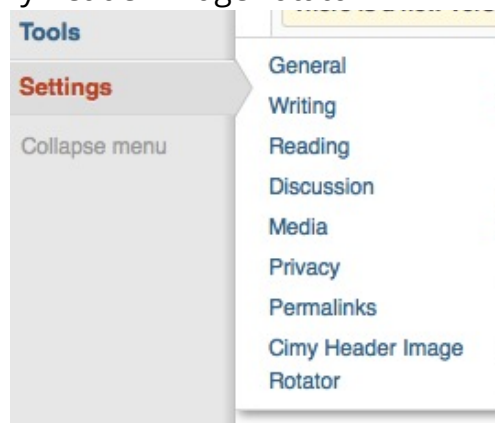 Tools
Settings
Collapse menu
General
Writing
Reading
Discussion
Media
Privacy
Permalinks
Cimy Header Image
Rotator